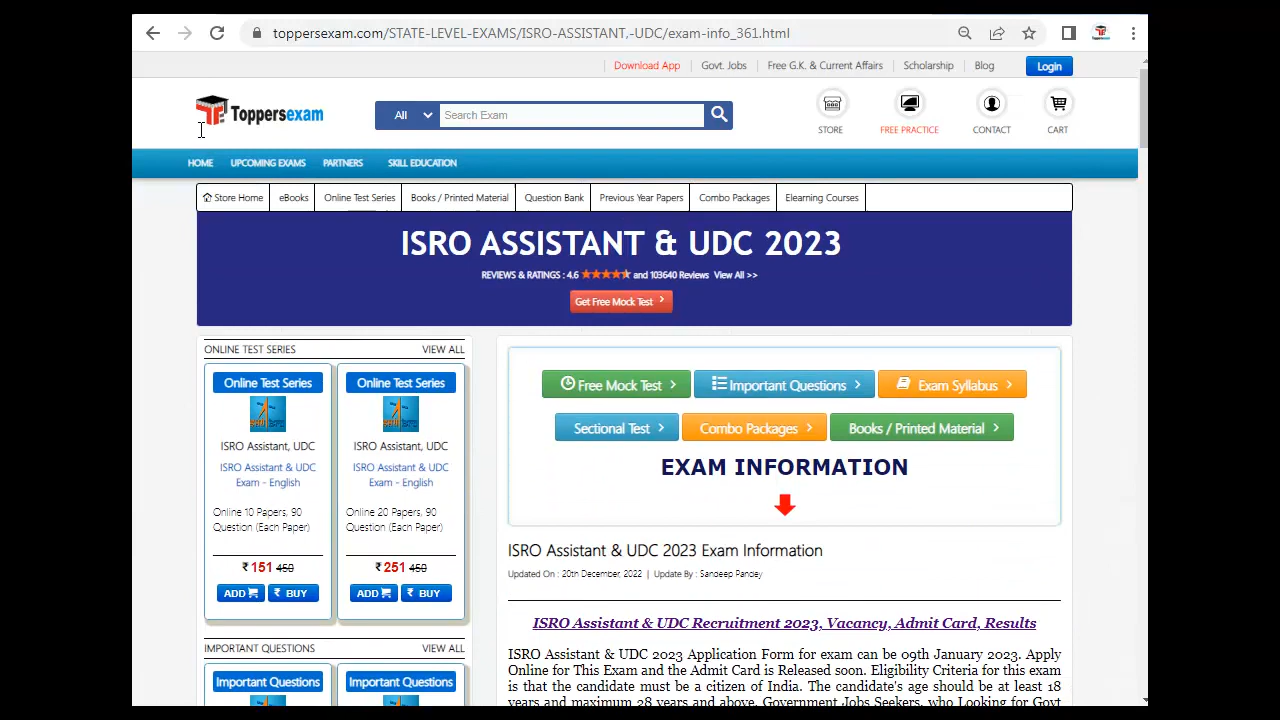 toppersexam.com/STATE-LEVEL-EXAMS/ISRO-ASSISTANT,-UDC/exam-info_361.html
Download App Govt. Jobs Free G.K. & Current Affairs Scholarship Blog Login
Toppersexam
All
Search Exam
STORE FREE PRACTICE CONTACT CART
HOME UPCOMING EXAMS PARTNERS SKILL EDUCATION
Store Home eBooks Online Test Series Books / Printed Material Question Bank Previous Year Papers Combo Packages Elearning Courses
ISRO ASSISTANT & UDC 2023
REVIEWS & RATINGS : 4.6 and 103640 Reviews View All >>
Get Free Mock Test
ONLINE TEST SERIES VIEW ALL
Online Test Series
ISRO Assistant, UDC
ISRO Assistant & UDC
Exam - English
Online 10 Papers, 90
Question (Each Paper)
₹ 151 450
ADD ₹ BUY
Online Test Series
ISRO Assistant, UDC
ISRO Assistant & UDC
Exam - English
Online 20 Papers, 90
Question (Each Paper)
₹ 251 450
ADD ₹ BUY
IMPORTANT QUESTIONS VIEW ALL
Important Questions
Important Questions
Free Mock Test Important Questions Exam Syllabus
Sectional Test Combo Packages Books / Printed Material
EXAM INFORMATION
ISRO Assistant & UDC 2023 Exam Information
Updated On : 20th December, 2022 | Update By : Sandeep Pandey
ISRO Assistant & UDC Recruitment 2023, Vacancy, Admit Card, Results
ISRO Assistant & UDC 2023 Application Form for exam can be 09th January 2023. Apply
Online for This Exam and the Admit Card is Released soon. Eligibility Criteria for this exam
is that the candidate must be a citizen of India. The candidate's age should be at least 18
years and maximum 28 years and above. Government Jobs Seekers, who Looking for Govt